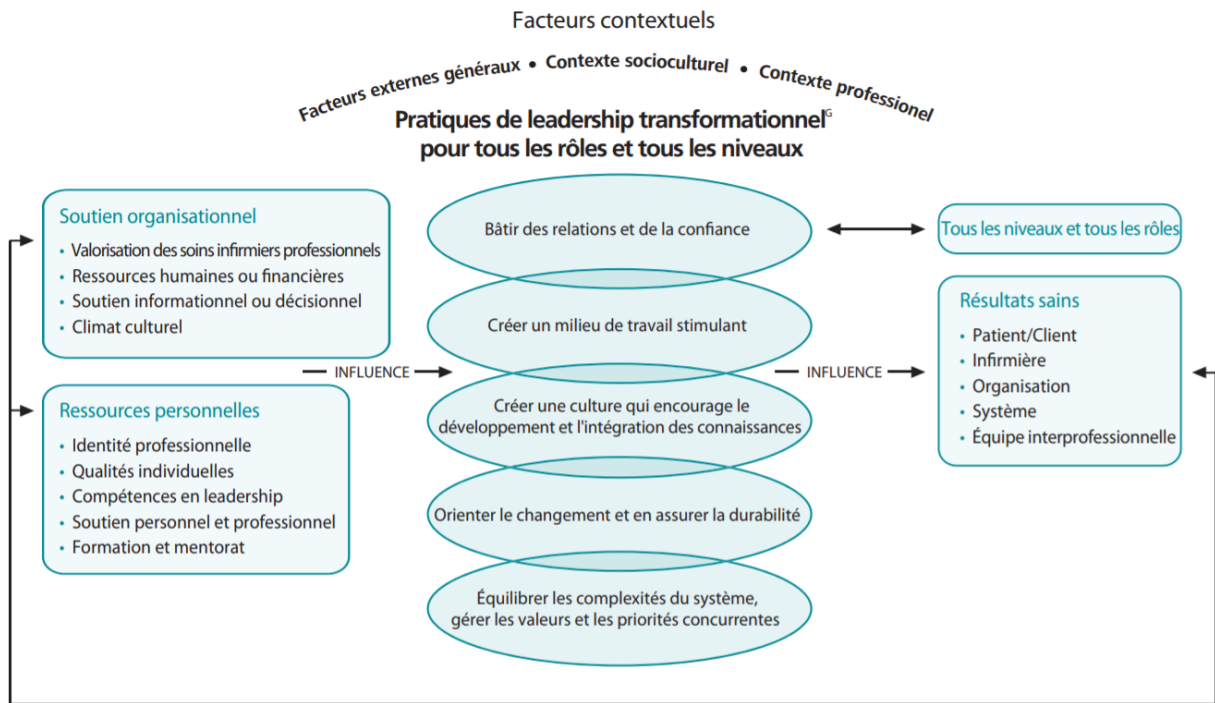 Facteurs contextuels
Facteurs externes généraux • Contexte socioculturel • Contexte professionel
Pratiques de leadership transformationnelᴳ
pour tous les rôles et tous les niveaux
Soutien organisationnel
• Valorisation des soins infirmiers professionnels
• Ressources humaines ou financières
• Soutien informationnel ou décisionnel
• Climat culturel
Ressources personnelles
• Identité professionnelle
• Qualités individuelles
• Compétences en leadership
• Soutien personnel et professionnel
• Formation et mentorat
INFLUENCE
Bâtir des relations et de la confiance
Créer un milieu de travail stimulant
Créer une culture qui encourage le
développement et l'intégration des connaissances
Orienter le changement et en assurer la durabilité
Équilibrer les complexités du système,
gérer les valeurs et les priorités concurrentes
INFLUENCE
Tous les niveaux et tous les rôles
Résultats sains
• Patient/Client
• Infirmière
• Organisation
• Système
• Équipe interprofessionnelle